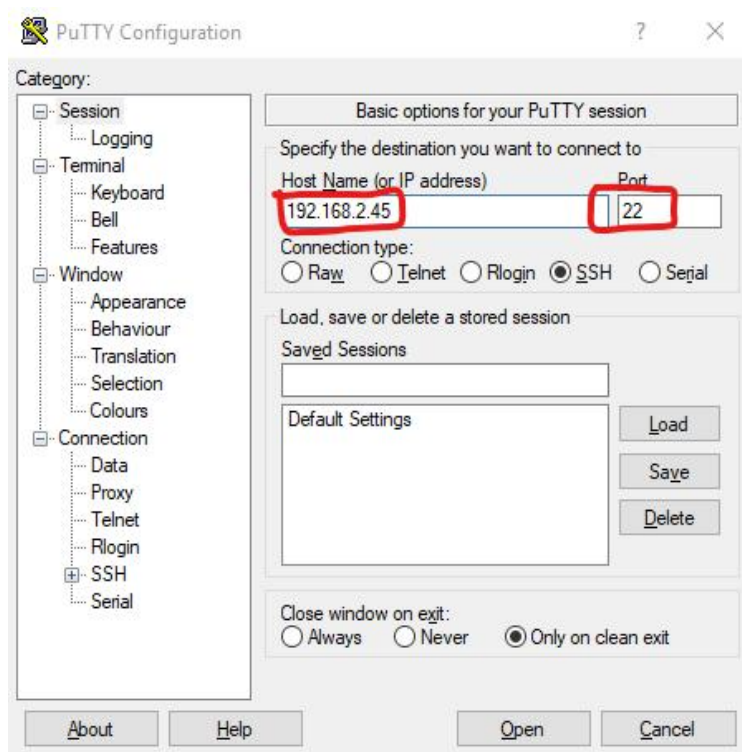 PuTTY Configuration
?
Category:
Session
Logging
Terminal
Keyboard
Bell
Features
Window
Appearance
Behaviour
Translation
Selection
Colours
Connection
Data
Proxy
Telnet
Rlogin
SSH
Serial
Basic options for your PuTTY session
Specify the destination you want to connect to
Host Name (or IP address) Port
192.168.2.45 22
Connection type:
Raw Telnet Rlogin SSH Serial
Load, save or delete a stored session
Saved Sessions
Default Settings
Load
Save
Delete
Close window on exit:
Always Never Only on clean exit
About Help Open Cancel